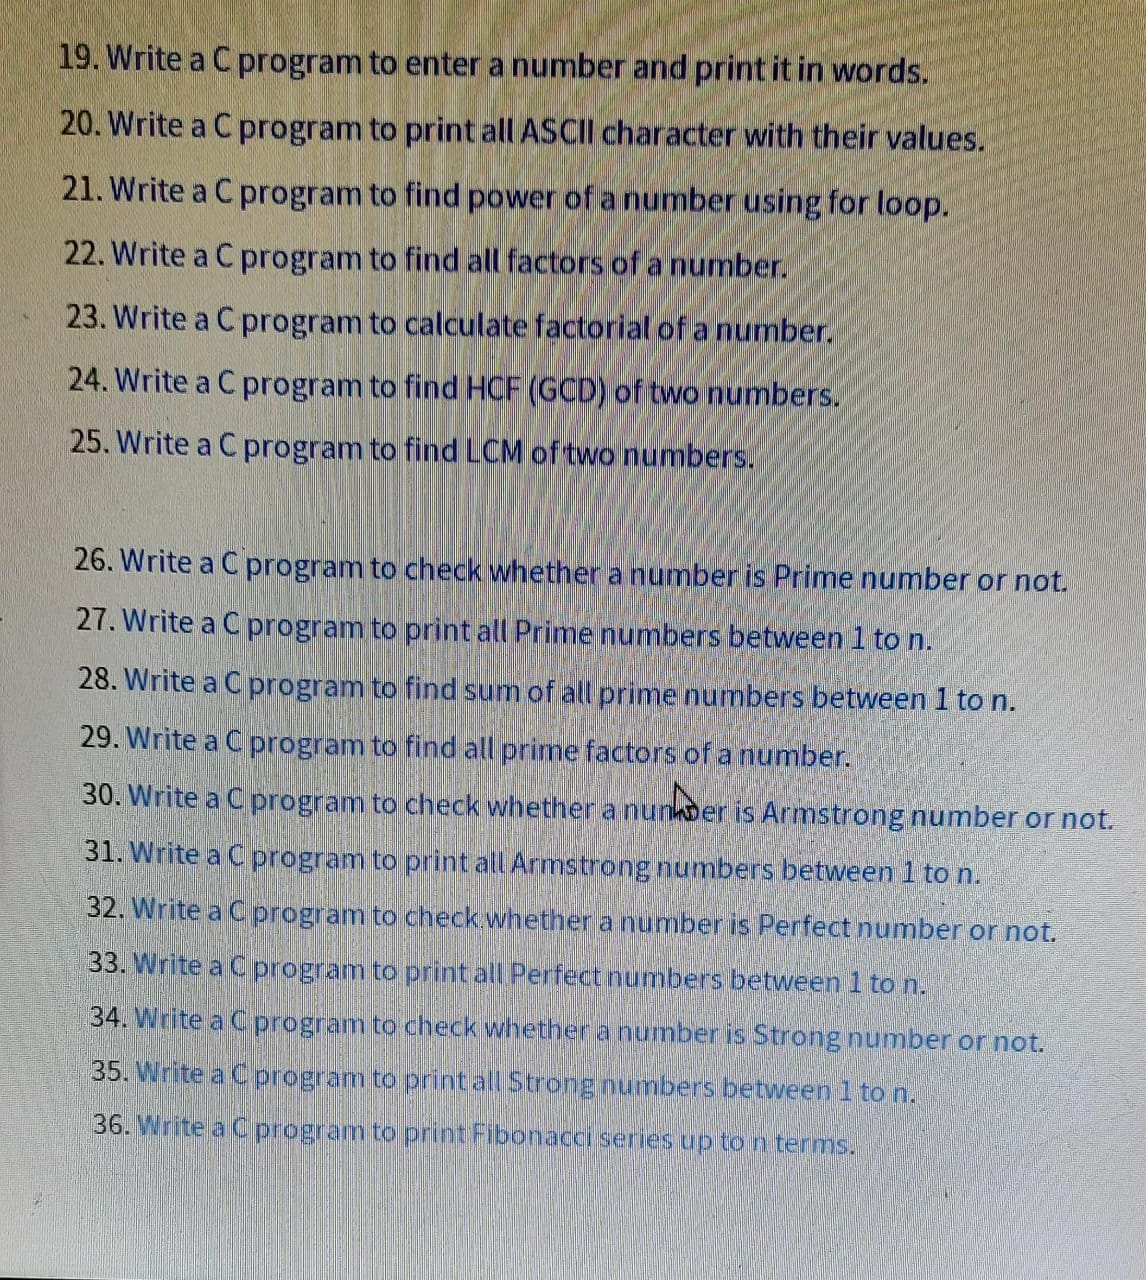 19. Write a C program to enter a number and print it in words.
20. Write a C program to print all ASCII character with their values.
21. Write a C program to find power of a number using for loop.
22. Write a C program to find all factors of a number.
23. Write a C program to calculate factorial of a number.
24. Write a C program to find HCF (GCD) of two numbers.
25. Write a C program to find LCM of two numbers.
26. Write a C program to check whether a number is Prime number or not.
27. Write a C program to print all Prime numbers between 1 to n.
28. Write a C program to find sum of all prime numbers between 1 to n.
29. Write a C program to find all prime factors of a number.
30. Write a C program to check whether a number is Armstrong number or not.
31. Write a C program to print all Armstrong numbers between 1 to n.
32. Write a C program to check whether a number is Perfect number or not.
33. Write a C program to print all Perfect numbers between 1 to n.
34. Write a C program to check whether a number is Strong number or not.
35. Write a C program to print all Strong numbers between 1 to n.
36. Write a C program to print Fibonacci series up to n terms.